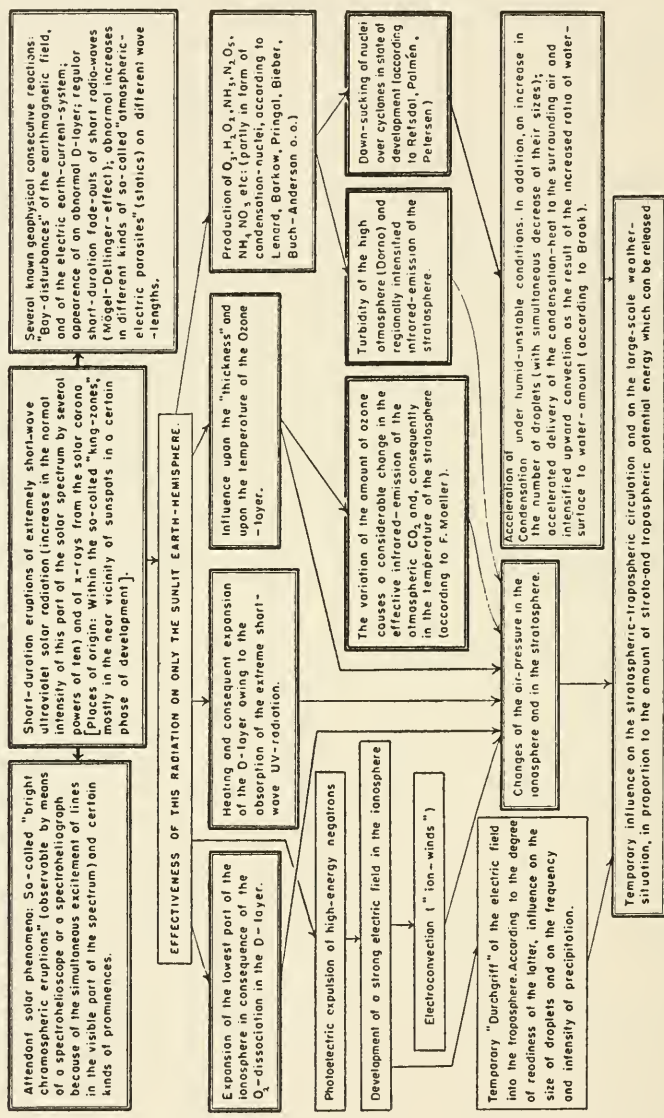 Attendant solar phenomena: So-called "bright
chromospheric eruptions" (observable by means
of a spectrohelioscope or a spectroheliograph
because of the simultaneous excitement of lines
in the visible part of the spectrum) and certain
kinds of prominences.
Short-duration eruptions of extremely short-wave
ultraviolet solar radiation (increase in the normal
intensity of this part of the solar spectrum by several
powers of ten) and of x-rays from the solar corona
[Places of origin: Within the so-called "king-zones,"
mostly in the near vicinity of sunspots in a certain
phase of development].
Several known geophysical consecutive reactions:
"Bay-disturbances" of the earthmagnetic field,
and of the electric earth-current-system;
appearence of an abnormal D-layer; regular
short-duration fade-outs of short radio-waves
(Mögel-Dellinger-effect); abnormal increases
in different kinds of so-called "atmospheric-
electric parasites" (statics) on different wave
-lengths.
EFFECTIVENESS OF THIS RADIATION ON ONLY THE SUNLIT EARTH-HEMISPHERE.
Expansion of the lowest part of the
ionosphere in consequence of the
O₂-dissociation in the D-layer.
Heating and consequent expansion
of the D-layer owing to the
absorption of the extreme short-
wave UV-radiation.
Influence upon the "thickness" and
upon the temperature of the Ozone
-layer.
Production of O₃,H₂O₂,NH₃,N₂O₅,
NH₄NO₃ etc: (partly in form of
condensation-nuclei, according to
Lenard, Barkow, Pringal, Bieber,
Buch-Anderson a.o.)
Photoelectric expulsion of high-energy negatrons
Development of a strong electric field in the ionosphere
Electroconvection ("ion-winds")
The variation of the amount of ozone
causes a considerable change in the
effective infrared-emission of the
atmospheric CO₂ and, consequently
in the temperature of the stratosphere
(according to F. Moeller).
Turbidity of the high
atmosphere (Dorno) and
regionally intensified
infrared-emission of the
stratosphere.
Down-sucking of nuclei
over cyclones in state of
development (according
to Refsdal, Palmén,
Petersen)
Temporary "Durchgriff" of the electric field
into the troposphere. According to the degree
of readiness of the latter, influence on the
size of droplets and on the frequency
and intensity of precipitation.
Changes of the air-pressure in the
ionosphere and in the stratosphere.
Acceleration of
Condensation under humid-unstable conditions. In addition, an increase in
the number of droplets (with simultaneous decrease of their sizes);
accelerated delivery of the condensation-heat to the surrounding air and
intensified upward convection as the result of the increased ratio of water-
surface to water-amount (according to Braak).
Temporary influence on the stratospheric-tropospheric circulation and on the large-scale weather-
situation, in proportion to the amount of strato-and tropospheric potential energy which can be released